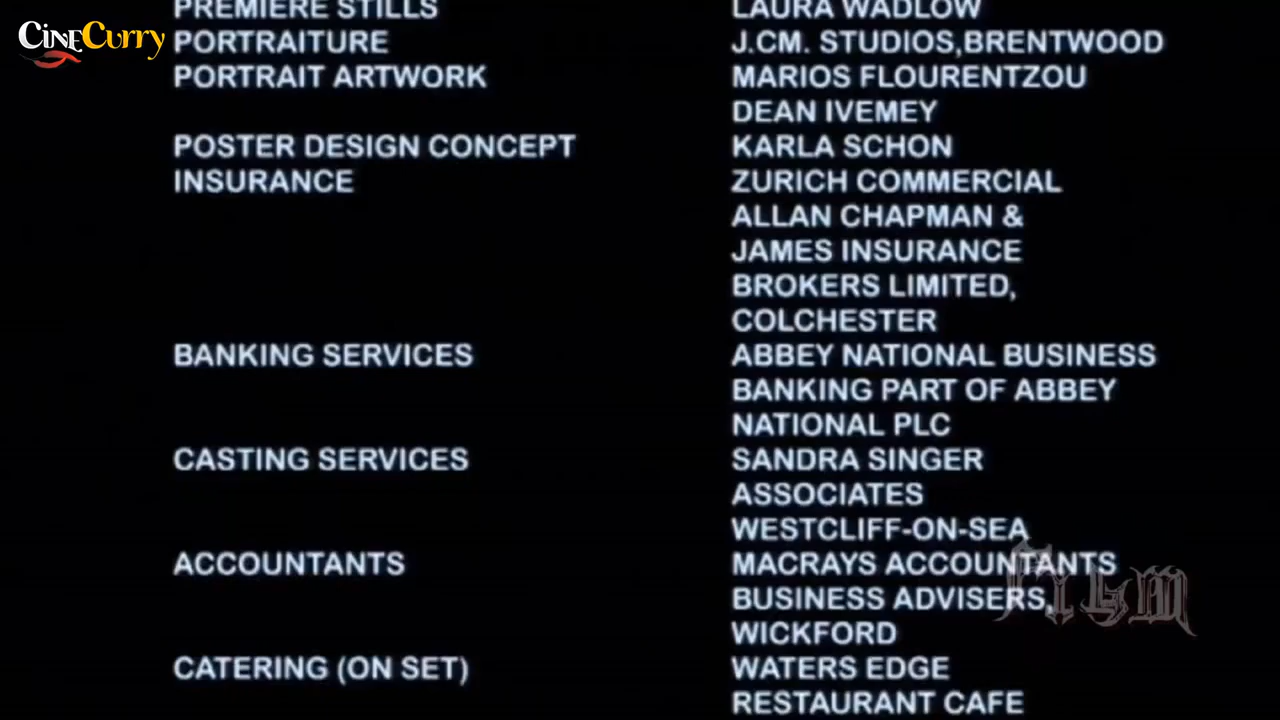 CineCurry
PREMIERE STILLS LAURA WADLOW
PORTRAITURE J.CM. STUDIOS,BRENTWOOD
PORTRAIT ARTWORK MARIOS FLOURENTZOU
DEAN IVEMEY
POSTER DESIGN CONCEPT KARLA SCHON
INSURANCE ZURICH COMMERCIAL
ALLAN CHAPMAN &
JAMES INSURANCE
BROKERS LIMITED,
COLCHESTER
BANKING SERVICES ABBEY NATIONAL BUSINESS
BANKING PART OF ABBEY
NATIONAL PLC
CASTING SERVICES SANDRA SINGER
ASSOCIATES
WESTCLIFF-ON-SEA
ACCOUNTANTS MACRAYS ACCOUNTANTS
BUSINESS ADVISERS,
WICKFORD
CATERING (ON SET) WATERS EDGE
RESTAURANT CAFE